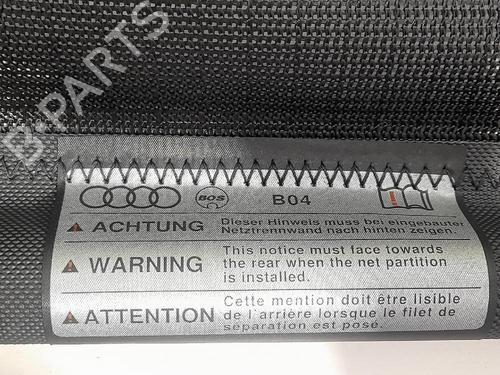 B-PARTS
BOS B04
ACHTUNG Dieser Hinweis muss bei eingebauter
Netztrennwand nach hinten zeigen.
WARNING This notice must face towards
the rear when the net partition
is installed.
ATTENTION Cette mention doit être lisible
de l'arrière lorsque le filet de
séparation est posé.